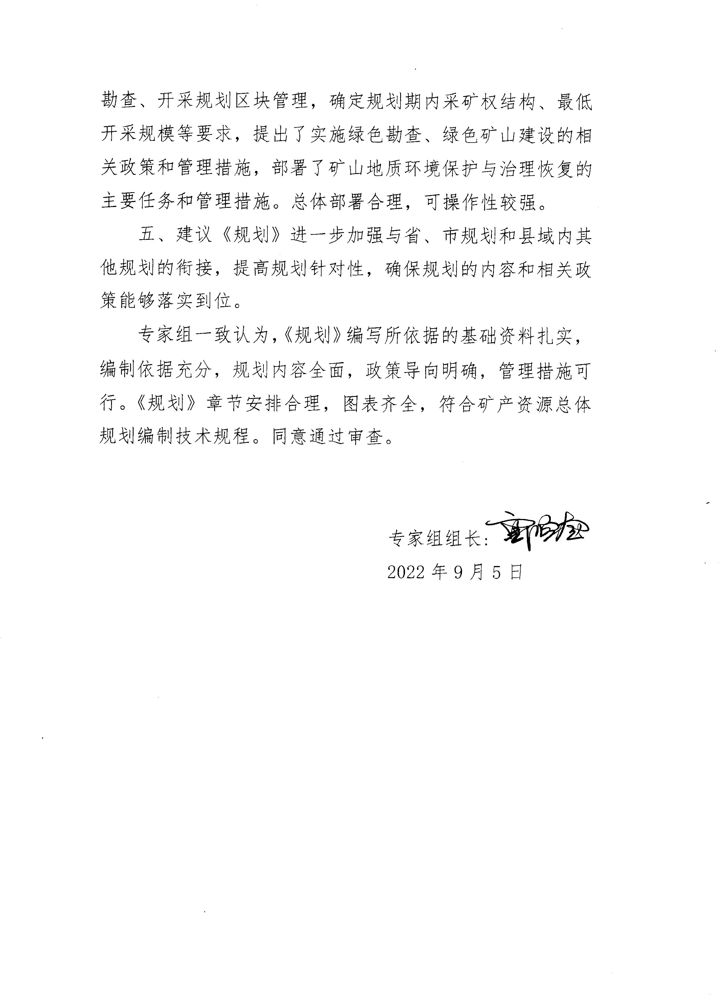 勘查、开采规划区块管理，确定规划期内采矿权结构、最低
开采规模等要求，提出了实施绿色勘查、绿色矿山建设的相
关政策和管理措施，部署了矿山地质环境保护与治理恢复的
主要任务和管理措施。总体部署合理，可操作性较强。
五、建议《规划》进一步加强与省、市规划和县域内其
他规划的衔接，提高规划针对性，确保规划的内容和相关政
策能够落实到位。
专家组一致认为，《规划》编写所依据的基础资料扎实，
编制依据充分，规划内容全面，政策导向明确，管理措施可
行。《规划》章节安排合理，图表齐全，符合矿产资源总体
规划编制技术规程。同意通过审查。
专家组组长：
2022 年 9 月 5 日